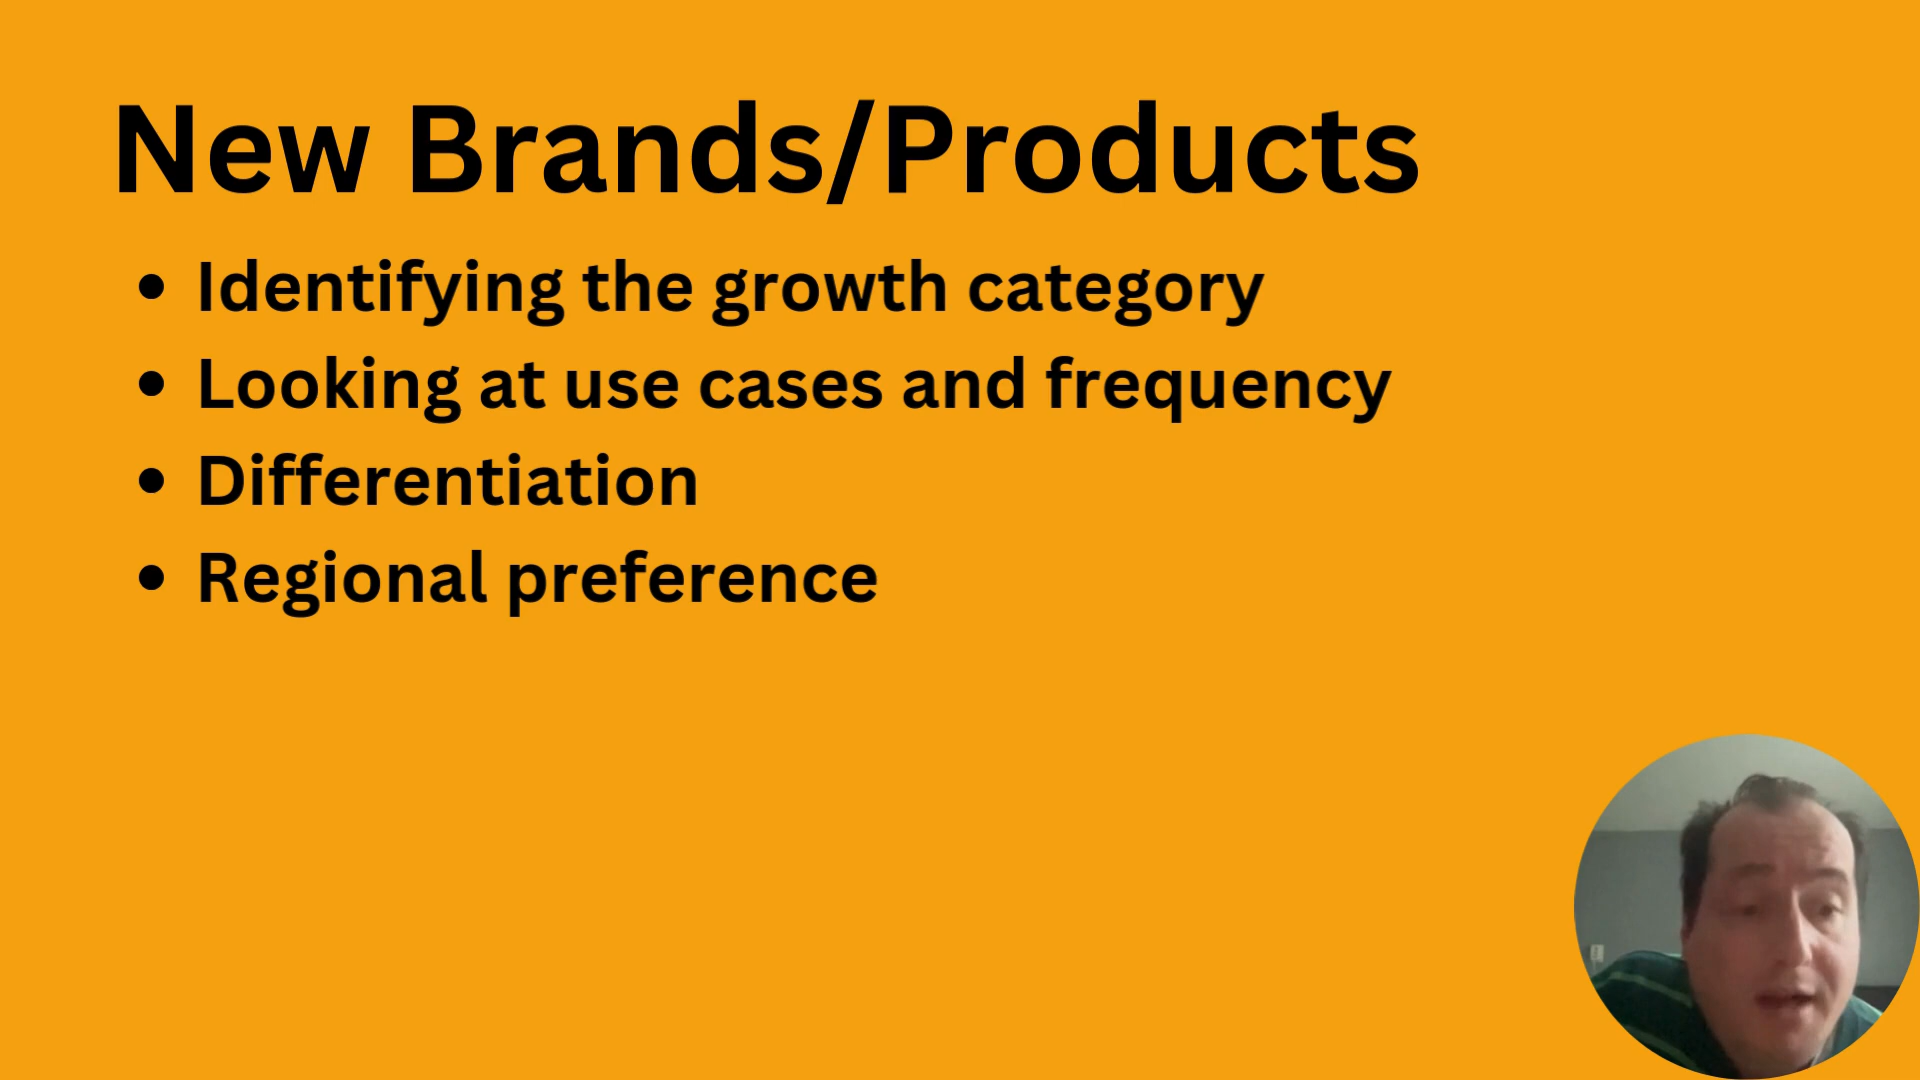 New Brands/Products
• Identifying the growth category
• Looking at use cases and frequency
• Differentiation
• Regional preference